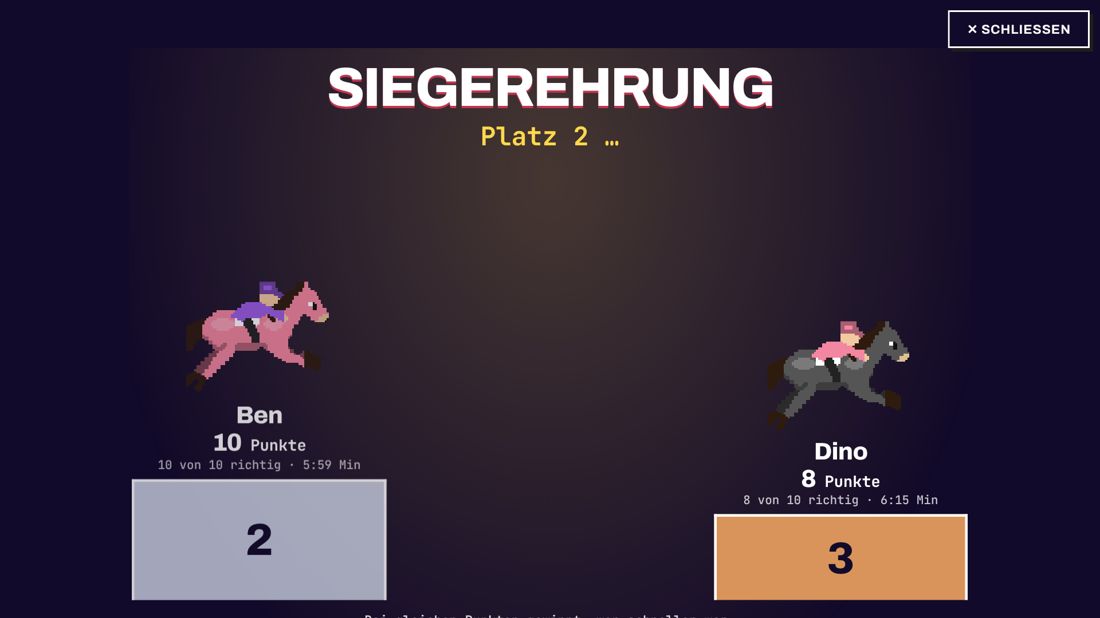 ✕ SCHLIESSEN
SIEGEREHRUNG
Platz 2 …
Ben
10 Punkte
10 von 10 richtig · 5:59 Min
2
Dino
8 Punkte
8 von 10 richtig · 6:15 Min
3